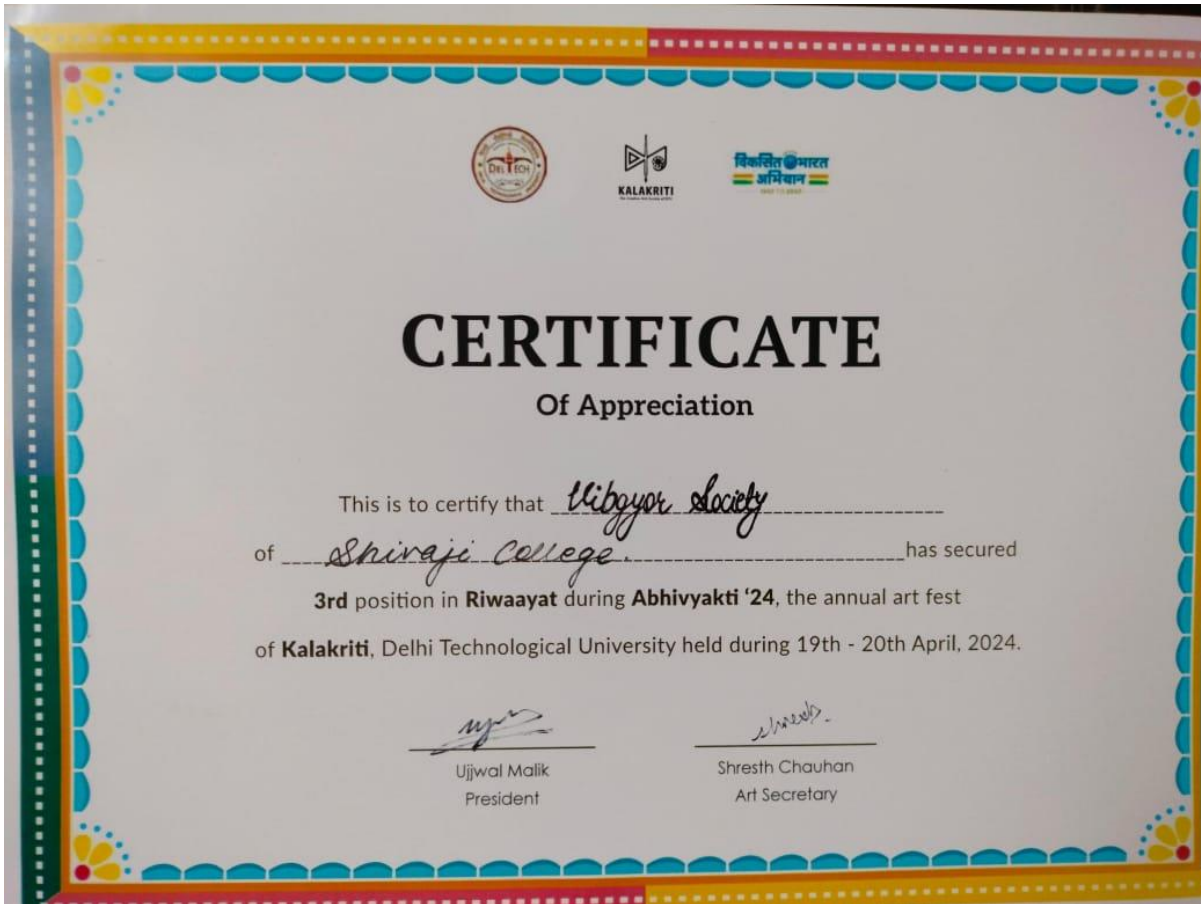 DELTECH
KALAKRITI
विकसित भारत
अभियान
CERTIFICATE
Of Appreciation
This is to certify that Vibgyor Society
of Shivaji College. has secured
3rd position in Riwaayat during Abhivyakti ‘24, the annual art fest
of Kalakriti, Delhi Technological University held during 19th - 20th April, 2024.
Ujjwal Malik
President
Shresth Chauhan
Art Secretary